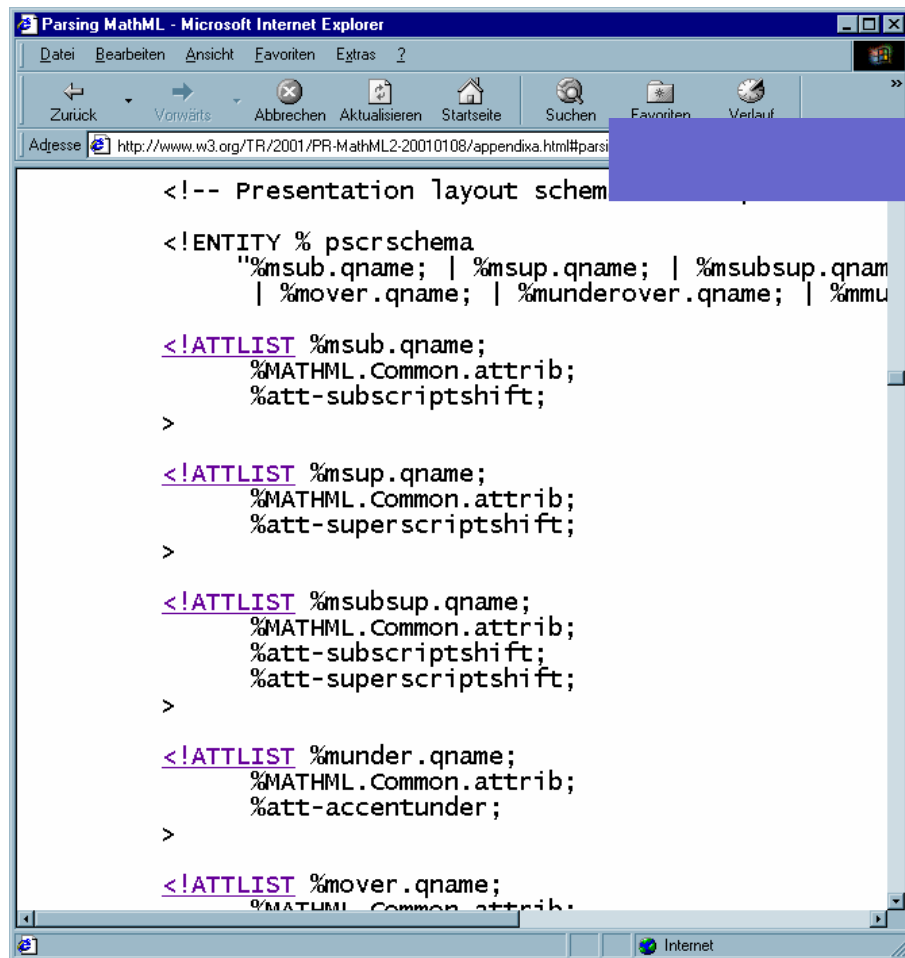 Parsing MathML - Microsoft Internet Explorer
Datei Bearbeiten Ansicht Favoriten Extras ?
Zurück Vorwärts Abbrechen Aktualisieren Startseite Suchen Favoriten Verlauf »
Adresse http://www.w3.org/TR/2001/PR-MathML2-20010108/appendixa.html#parsi
<!-- Presentation layout schem
<!ENTITY % pscrschema
"%msub.qname; | %msup.qname; | %msubsup.qnam
| %mover.qname; | %munderover.qname; | %mmu
<!ATTLIST %msub.qname;
%MATHML.Common.attrib;
%att-subscriptshift;
>
<!ATTLIST %msup.qname;
%MATHML.Common.attrib;
%att-superscriptshift;
>
<!ATTLIST %msubsup.qname;
%MATHML.Common.attrib;
%att-subscriptshift;
%att-superscriptshift;
>
<!ATTLIST %munder.qname;
%MATHML.Common.attrib;
%att-accentunder;
>
<!ATTLIST %mover.qname;
%MATHML.Common.attrib;
Internet